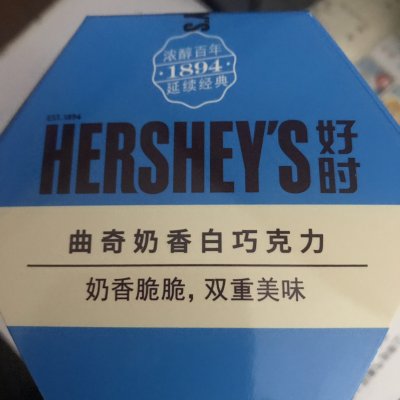 浓醇百年
1894
延续经典
EST. 1894
HERSHEY'S 好时
曲奇奶香白巧克力
奶香脆脆，双重美味